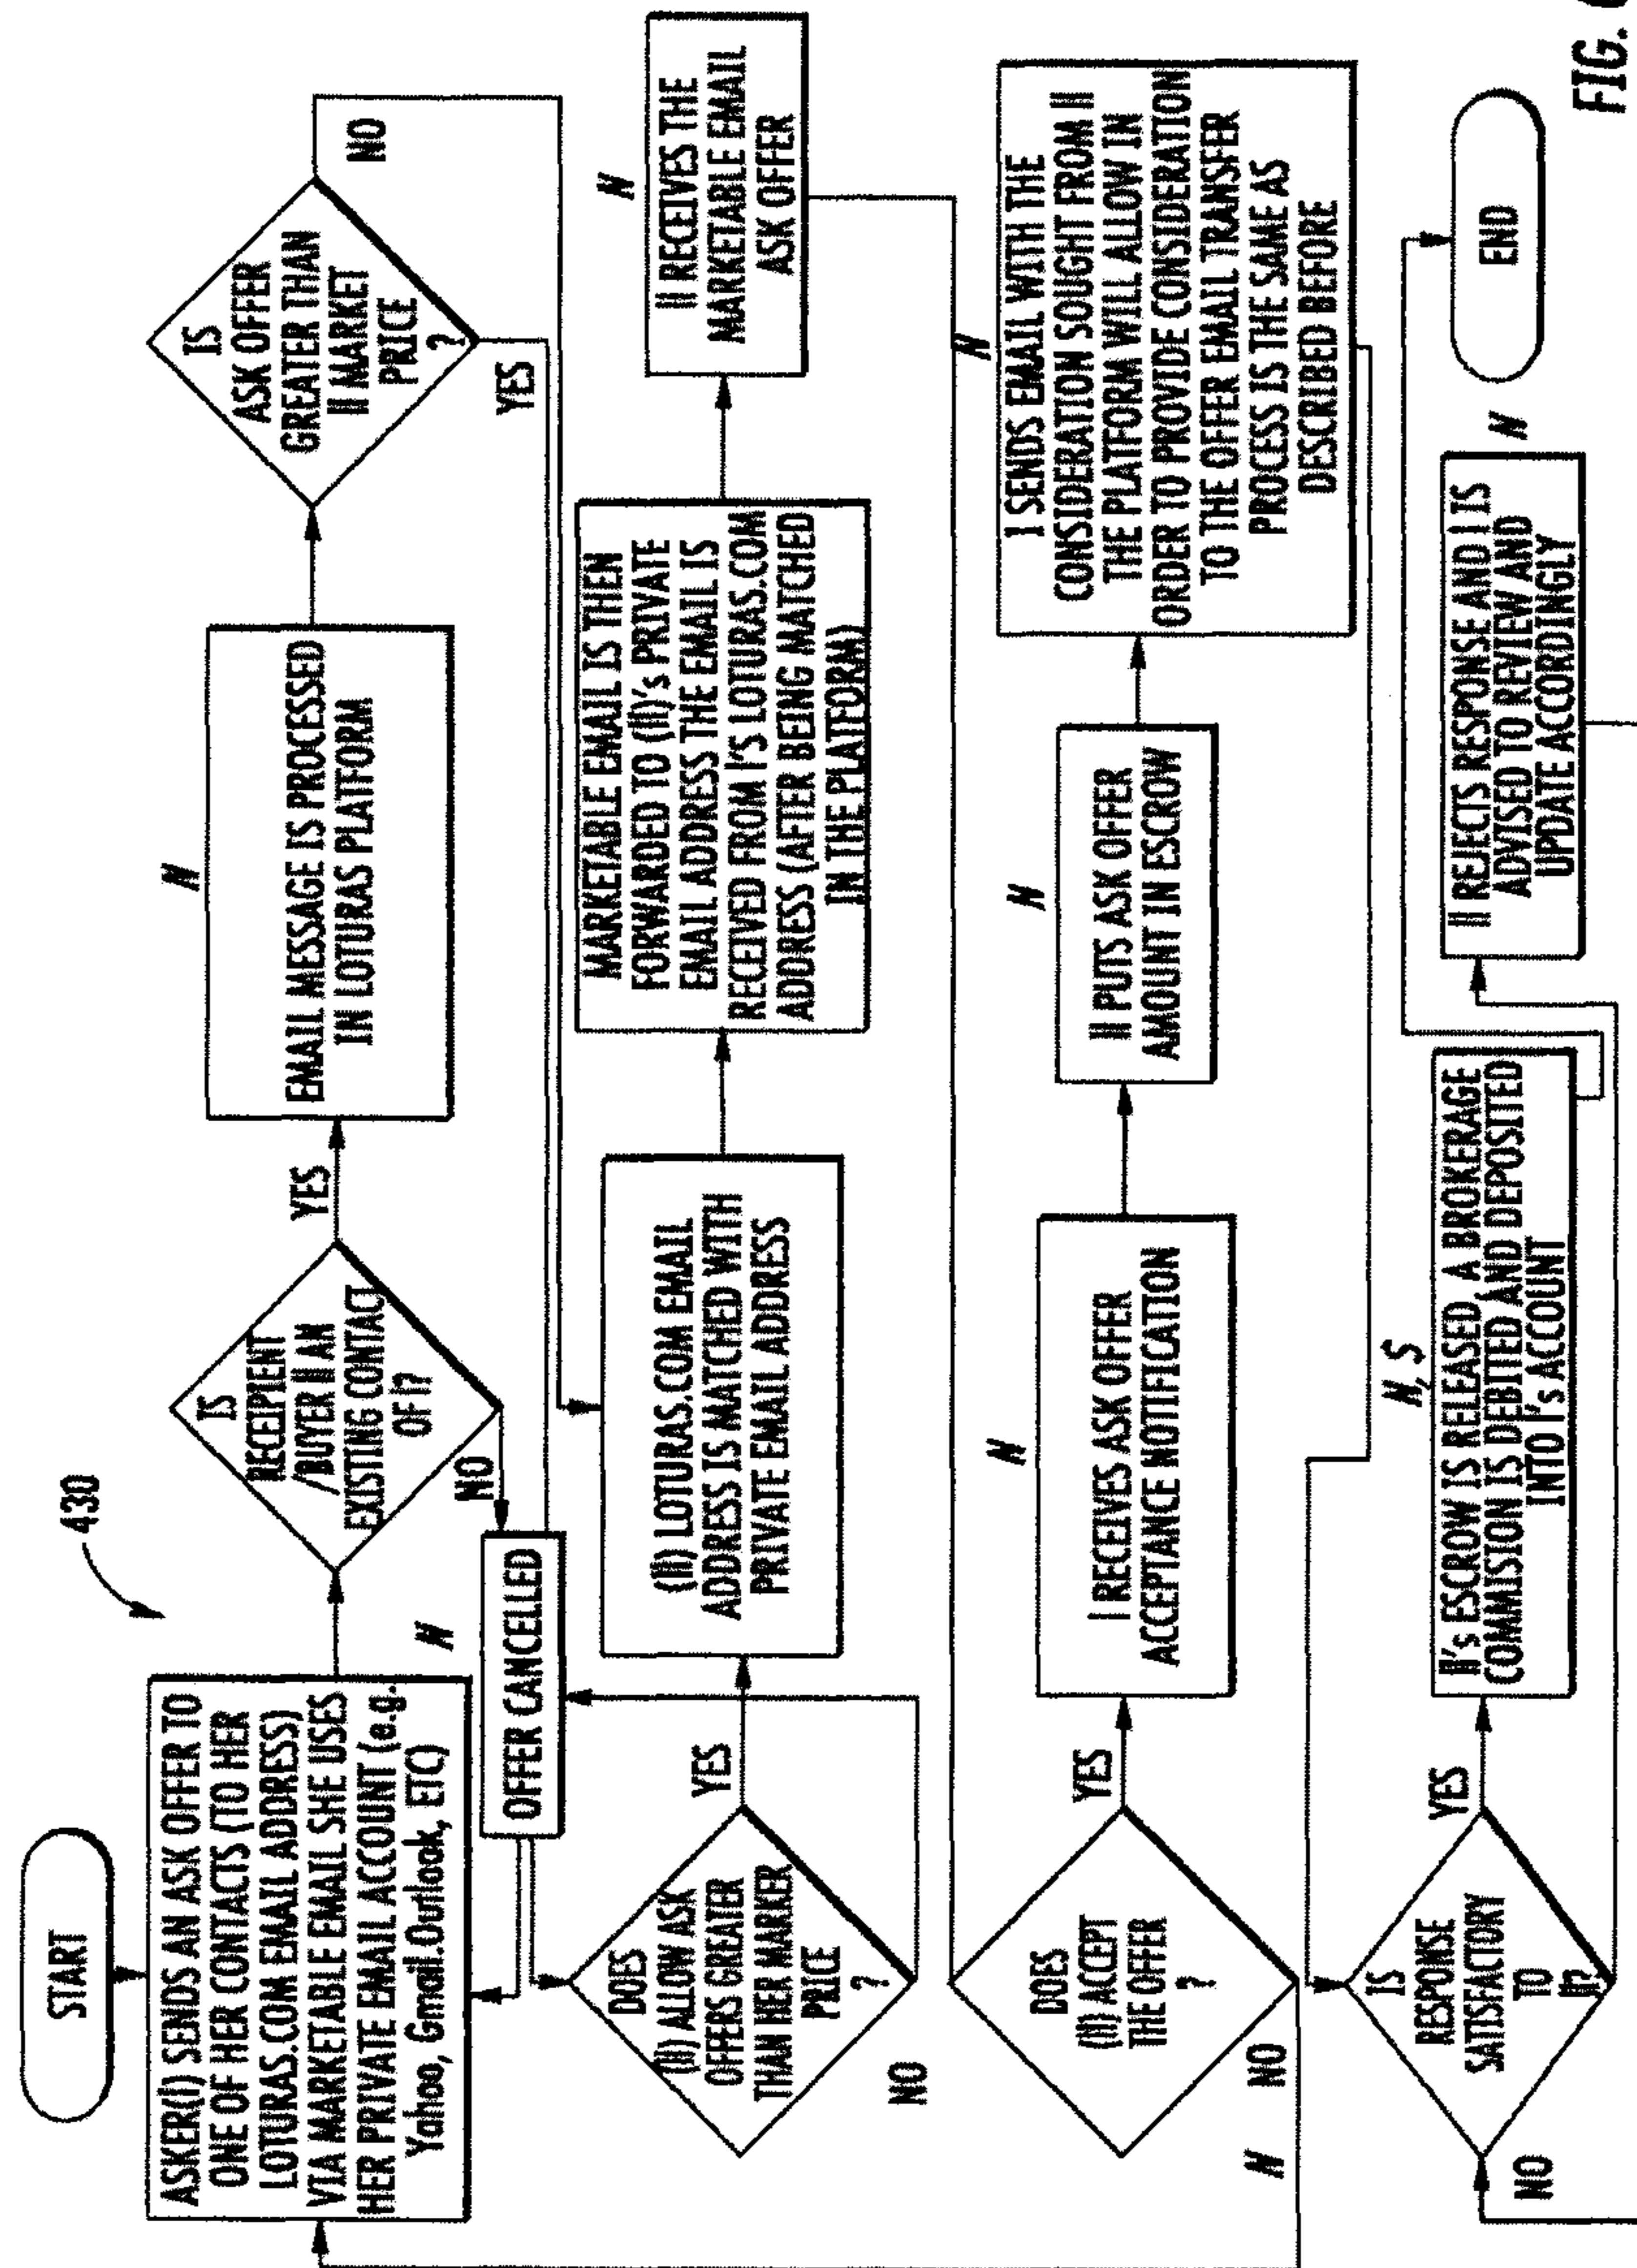 430
START
ASKER(I) SENDS AN ASK OFFER TO
ONE OF HER CONTACTS (TO HER
LOTURAS.COM EMAIL ADDRESS)
VIA MARKETABLE EMAIL SHE USES
HER PRIVATE EMAIL ACCOUNT (e.g.
Yahoo, Gmail.Outlook, ETC)
IS
RECEIPIENT
/BUYER II AN
EXISTING CONTACT
OF I?
YES
NO
N
EMAIL MESSAGE IS PROCESSED
IN LOTURAS PLATFORM
IS
ASK OFFER
GREATER THAN
II MARKET
PRICE
?
NO
YES
N
OFFER CANCELLED
DOES
(II) ALLOW ASK
OFFERS GREATER
THAN HER MARKER
PRICE
?
YES
NO
(II) LOTURAS.COM EMAIL
ADDRESS IS MATCHED WITH
PRIVATE EMAIL ADDRESS
MARKETABLE EMAIL IS THEN
FORWARDED TO (II)'s PRIVATE
EMAIL ADDRESS THE EMAIL IS
RECEIVED FROM I'S LOTURAS.COM
ADDRESS (AFTER BEING MATCHED
IN THE PLATFORM)
N
II RECEIVES THE
MARKETABLE EMAIL
ASK OFFER
DOES
(II) ACCEPT
THE OFFER
?
YES
N
NO
N
I RECEIVES ASK OFFER
ACCEPTANCE NOTIFICATION
N
II PUTS ASK OFFER
AMOUNT IN ESCROW
N
I SENDS EMAIL WITH THE
CONSIDERATION SOUGHT FROM II
THE PLATFORM WILL ALLOW IN
ORDER TO PROVIDE CONSIDERATION
TO THE OFFER EMAIL TRANSFER
PROCESS IS THE SAME AS
DESCRIBED BEFORE
IS
RESPONSE
SATISFACTORY
TO
II?
YES
NO
N, S
II's ESCROW IS RELEASED. A BROKERAGE
COMMISION IS DEBITED AND DEPOSITED
INTO I's ACCOUNT
II REJECTS RESPONSE AND I IS
ADVISED TO REVIEW AND
UPDATE ACCORDINGLY
N
END
FIG.